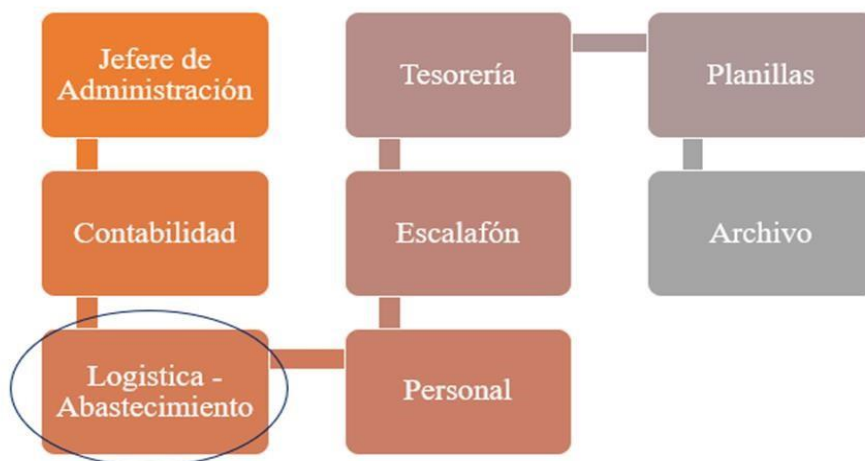 Jefere de
Administración
Contabilidad
Logistica -
Abastecimiento
Personal
Escalafón
Tesorería
Planillas
Archivo